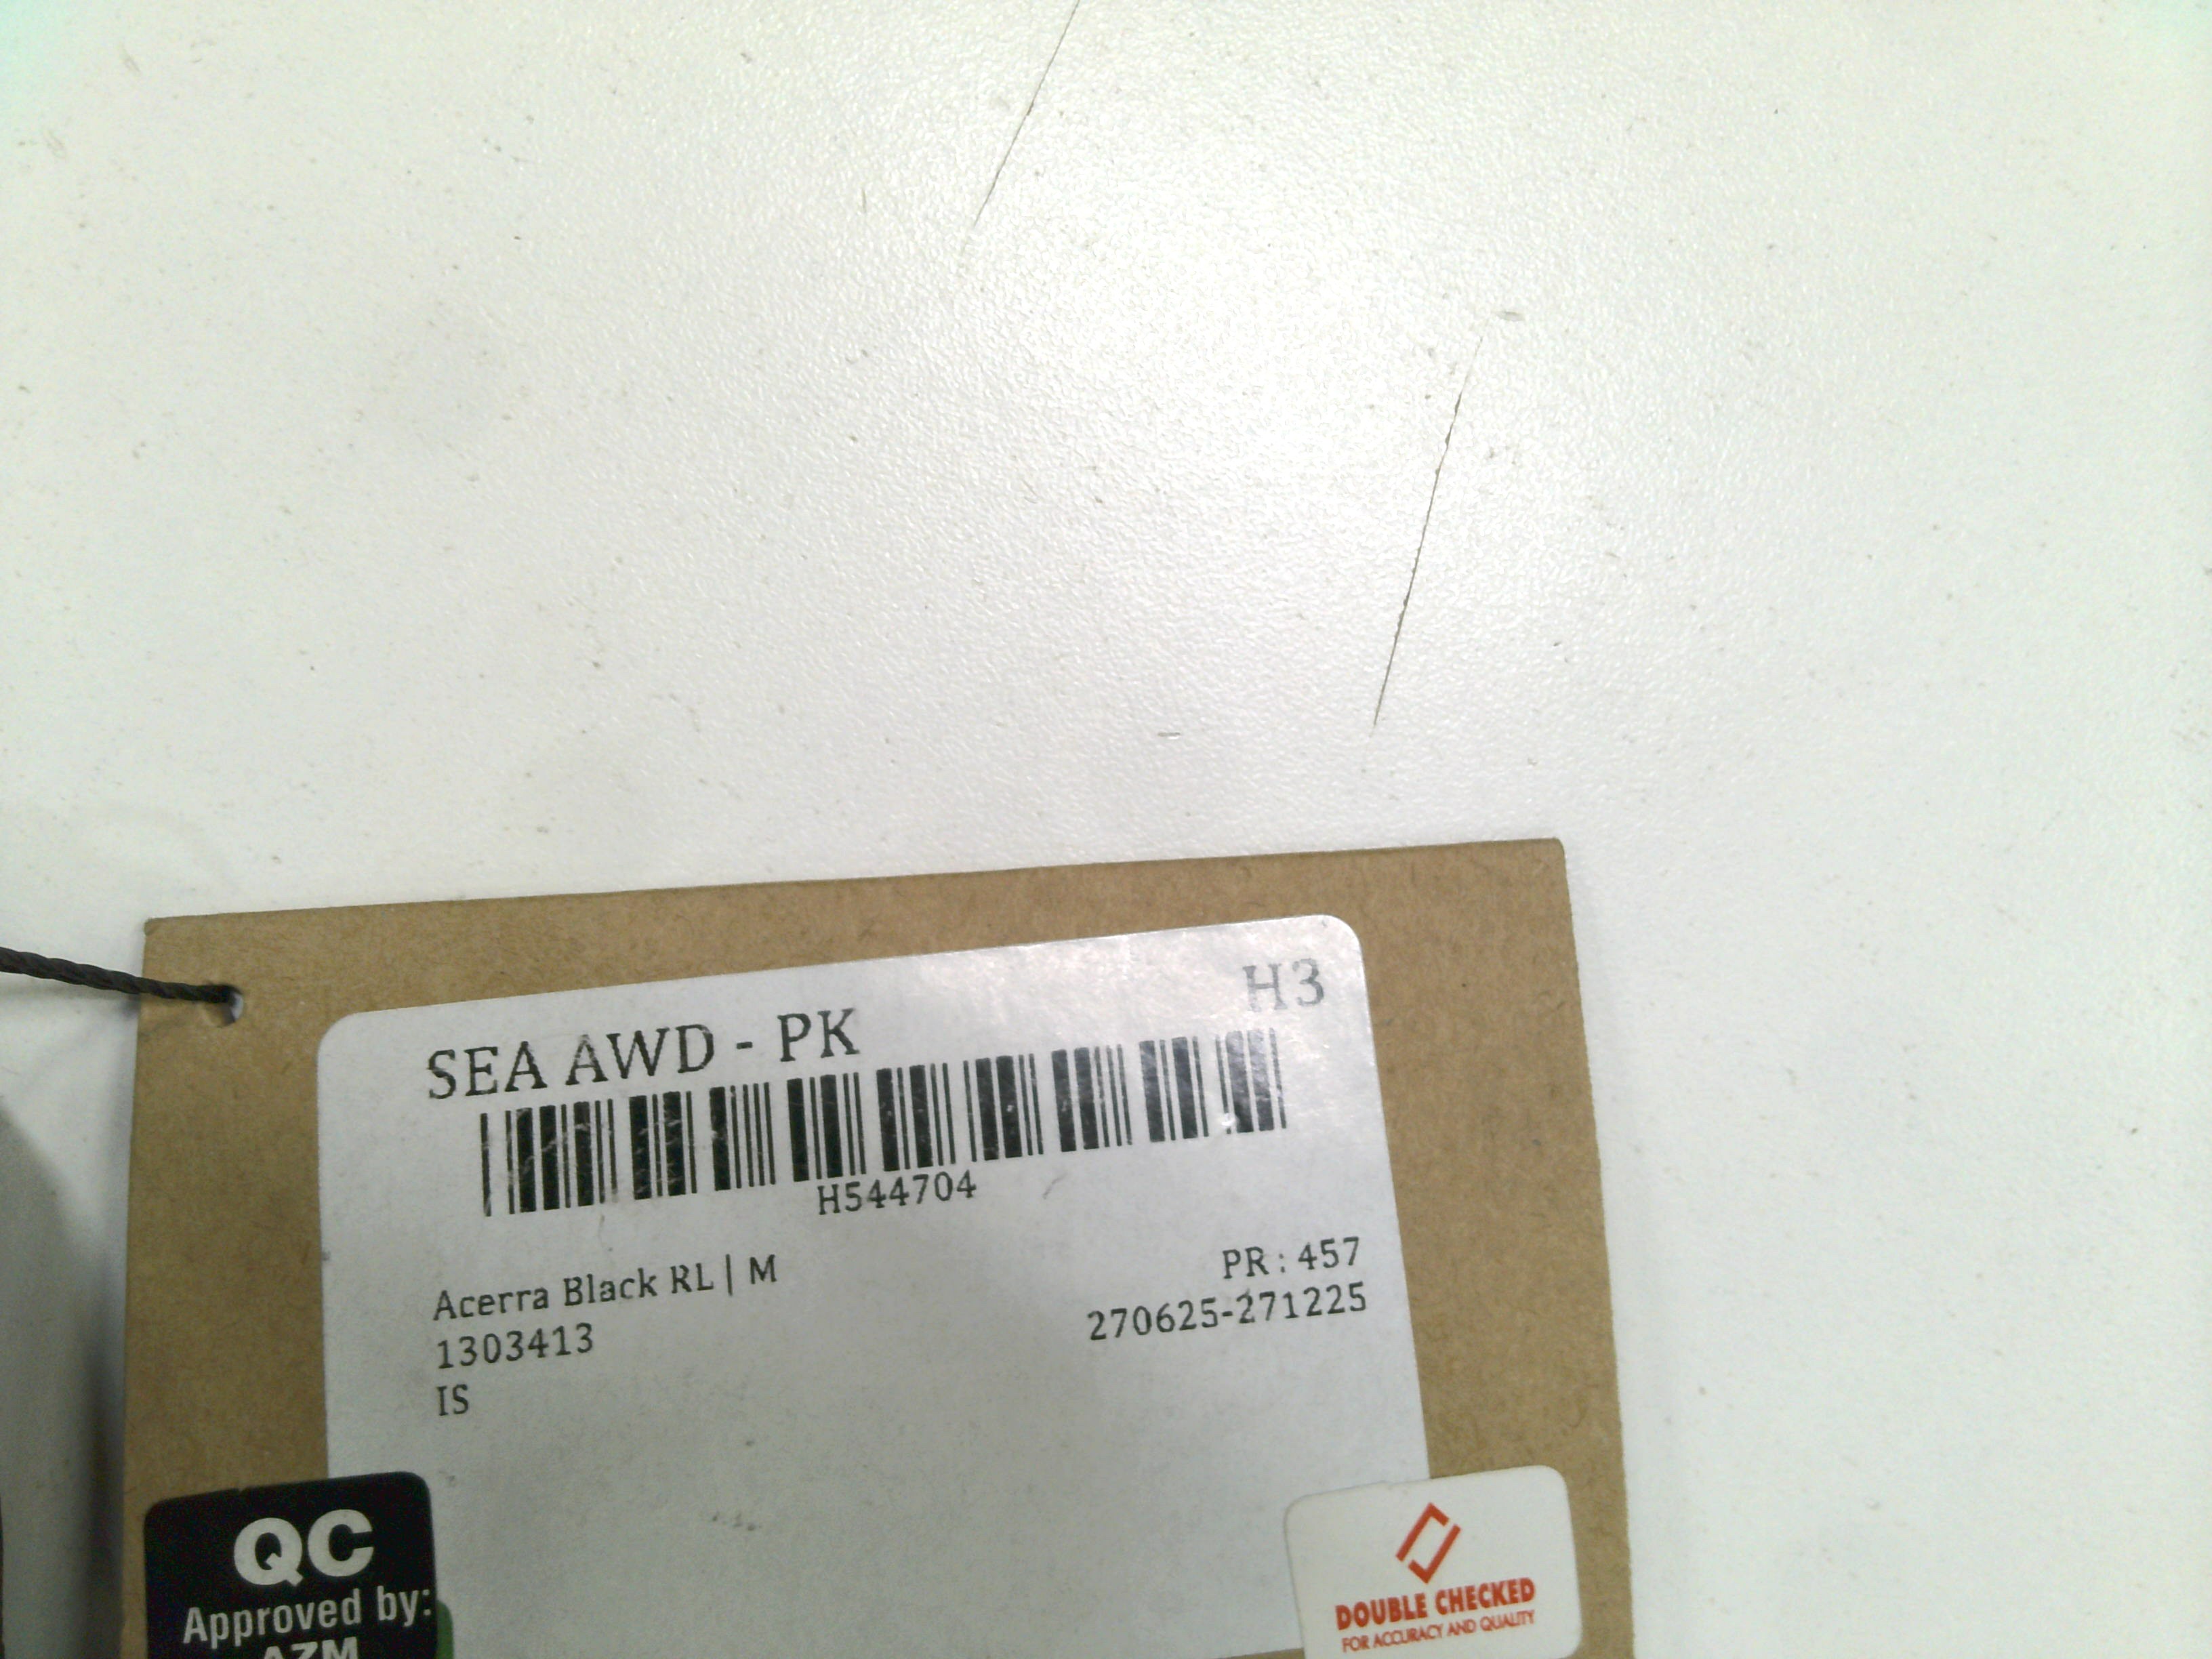 H3
SEA AWD - PK
H544704
Acerra Black RL | M
PR : 457
1303413
270625-271225
IS
QC
Approved by:
AZM
DOUBLE CHECKED
FOR ACCURACY AND QUALITY